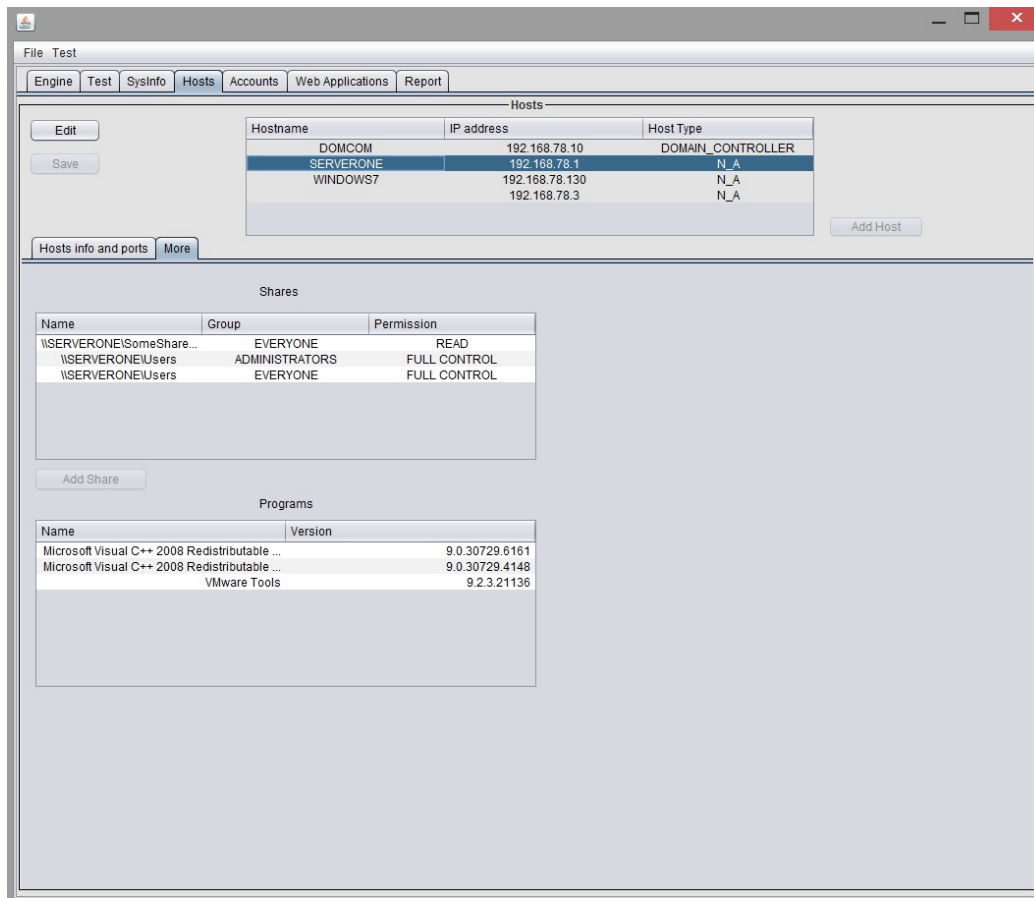 File Test
Engine Test SysInfo Hosts Accounts Web Applications Report
Hosts
Edit
Save
Hostname IP address Host Type
DOMCOM 192.168.78.10 DOMAIN_CONTROLLER
SERVERONE 192.168.78.1 N_A
WINDOWS7 192.168.78.130 N_A
192.168.78.3 N_A
Add Host
Hosts info and ports More
Shares
Name Group Permission
\\SERVERONE\SomeShare... EVERYONE READ
\\SERVERONE\Users ADMINISTRATORS FULL CONTROL
\\SERVERONE\Users EVERYONE FULL CONTROL
Add Share
Programs
Name Version
Microsoft Visual C++ 2008 Redistributable ... 9.0.30729.6161
Microsoft Visual C++ 2008 Redistributable ... 9.0.30729.4148
VMware Tools 9.2.3.21136